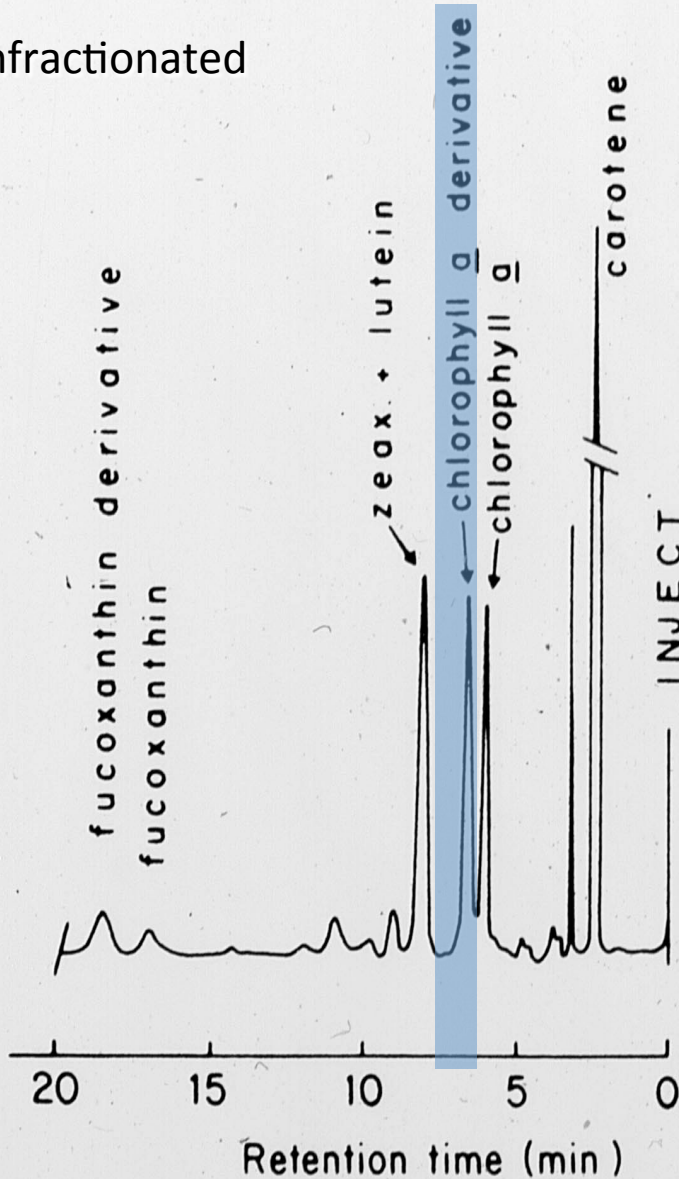 nfractionated
fucoxanthin derivative
fucoxanthin
zeax. + lutein
chlorophyll a derivative
chlorophyll a
carotene
INJECT
20 15 10 5 0
Retention time (min)